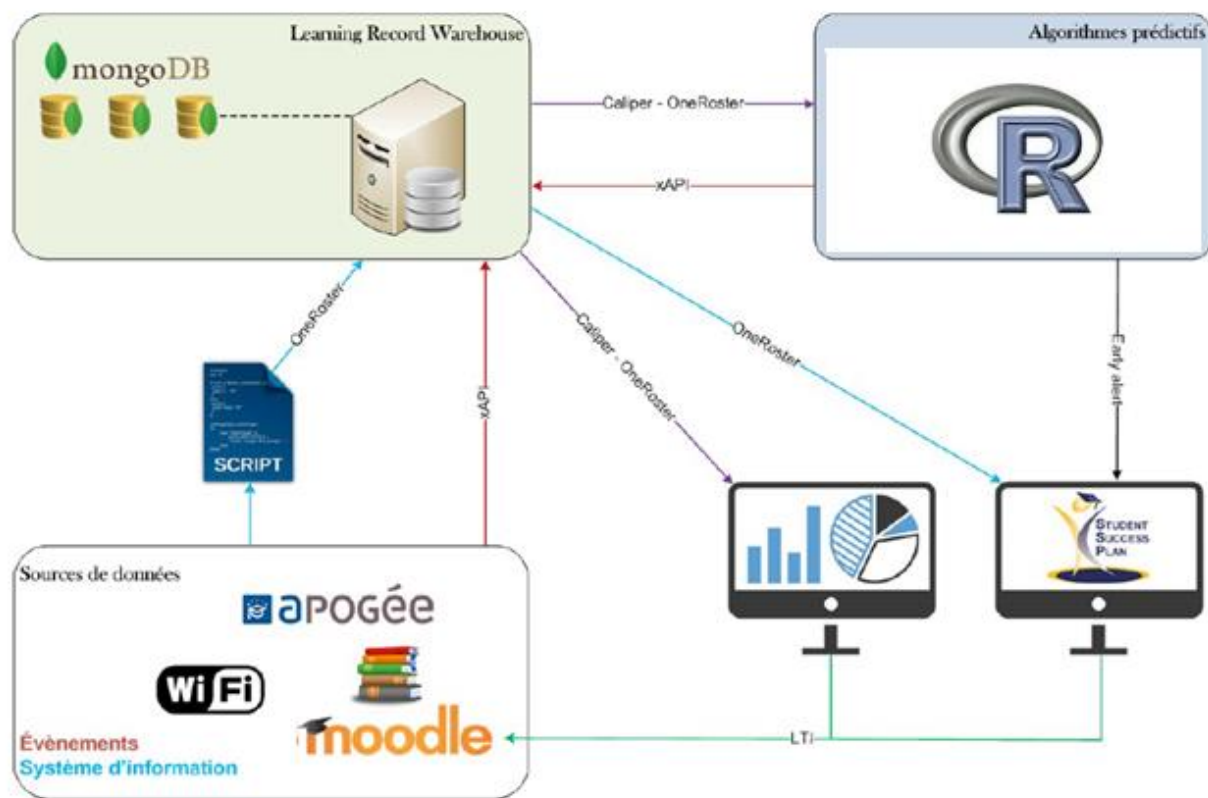 Learning Record Warehouse
mongoDB
Algorithmes prédictifs
R
Caliper - OneRoster
xAPI
OneRoster
SCRIPT
xAPI
Caliper - OneRoster
OneRoster
Early alert
STUDENT
SUCCESS
PLAN
Sources de données
aPOGée
WiFi
moodle
LTI
Évènements
Système d'information